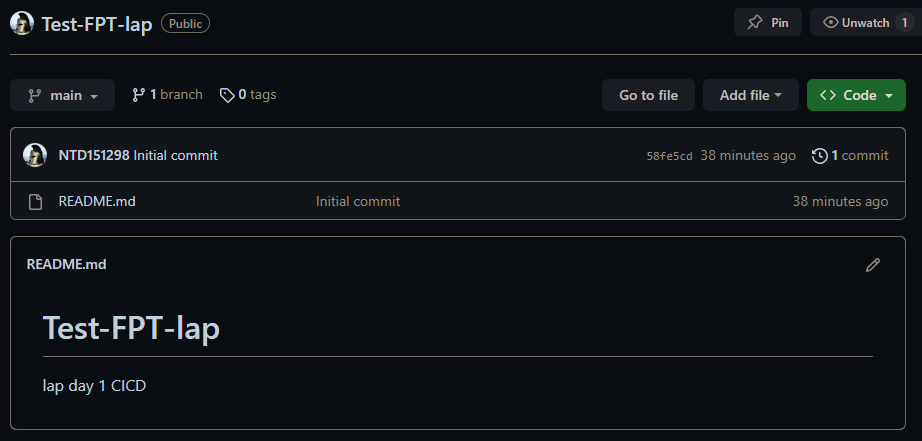 Test-FPT-lap Public Pin Unwatch 1
main 1 branch 0 tags Go to file Add file Code
NTD151298 Initial commit 58fe5cd 38 minutes ago 1 commit
README.md Initial commit 38 minutes ago
README.md
Test-FPT-lap
lap day 1 CICD